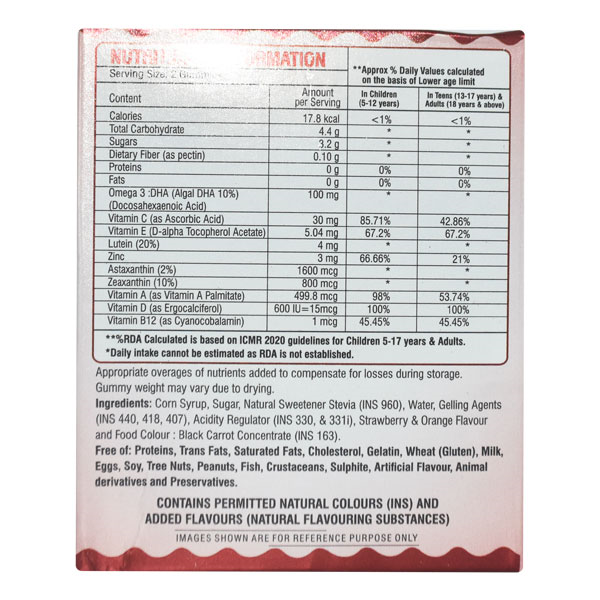 NUTRI RMATION
Serving Size: 2 Gumm
**Approx % Daily Values calculated
on the basis of Lower age limit
Content Amount per Serving In Children (5-12 years) In Teens (13-17 years) & Adults (18 years & above)
Calories 17.8 kcal <1% <1%
Total Carbohydrate 4.4 g * *
Sugars 3.2 g * *
Dietary Fiber (as pectin) 0.10 g * *
Proteins 0 g 0% 0%
Fats 0 g 0% 0%
Omega 3 :DHA (Algal DHA 10%) 100 mg * *
(Docosahexaenoic Acid)
Vitamin C (as Ascorbic Acid) 30 mg 85.71% 42.86%
Vitamin E (D-alpha Tocopherol Acetate) 5.04 mg 67.2% 67.2%
Lutein (20%) 4 mg * *
Zinc 3 mg 66.66% 21%
Astaxanthin (2%) 1600 mcg * *
Zeaxanthin (10%) 800 mcg * *
Vitamin A (as Vitamin A Palmitate) 499.8 mcg 98% 53.74%
Vitamin D (as Ergocalciferol) 600 IU=15mcg 100% 100%
Vitamin B12 (as Cyanocobalamin) 1 mcg 45.45% 45.45%
**%RDA Calculated is based on ICMR 2020 guidelines for Children 5-17 years & Adults.
*Daily intake cannot be estimated as RDA is not established.
Appropriate overages of nutrients added to compensate for losses during storage.
Gummy weight may vary due to drying.
Ingredients: Corn Syrup, Sugar, Natural Sweetener Stevia (INS 960), Water, Gelling Agents
(INS 440, 418, 407), Acidity Regulator (INS 330, & 331i), Strawberry & Orange Flavour
and Food Colour : Black Carrot Concentrate (INS 163).
Free of: Proteins, Trans Fats, Saturated Fats, Cholesterol, Gelatin, Wheat (Gluten), Milk,
Eggs, Soy, Tree Nuts, Peanuts, Fish, Crustaceans, Sulphite, Artificial Flavour, Animal
derivatives and Preservatives.
CONTAINS PERMITTED NATURAL COLOURS (INS) AND
ADDED FLAVOURS (NATURAL FLAVOURING SUBSTANCES)
IMAGES SHOWN ARE FOR REFERENCE PURPOSE ONLY